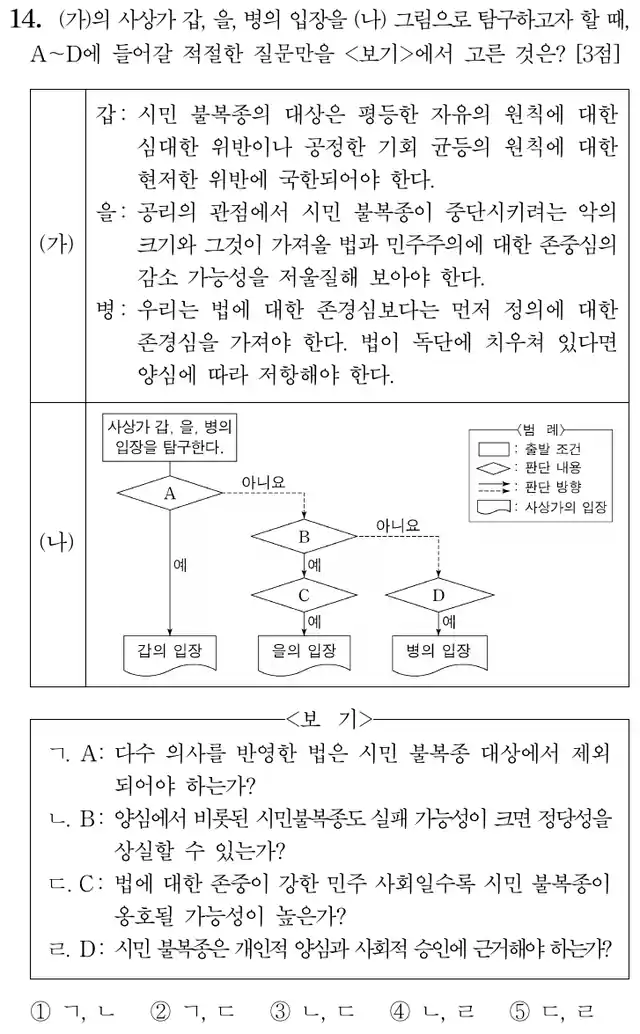 14. (가)의 사상가 갑, 을, 병의 입장을 (나) 그림으로 탐구하고자 할 때,
A~D에 들어갈 적절한 질문만을 <보기>에서 고른 것은? [3점]
(가)
갑: 시민 불복종의 대상은 평등한 자유의 원칙에 대한
심대한 위반이나 공정한 기회 균등의 원칙에 대한
현저한 위반에 국한되어야 한다.
을: 공리의 관점에서 시민 불복종이 중단시키려는 악의
크기와 그것이 가져올 법과 민주주의에 대한 존중심의
감소 가능성을 저울질해 보아야 한다.
병: 우리는 법에 대한 존경심보다는 먼저 정의에 대한
존경심을 가져야 한다. 법이 독단에 치우쳐 있다면
양심에 따라 저항해야 한다.
(나)
사상가 갑, 을, 병의
입장을 탐구한다.
<범 례>
: 출발 조건
: 판단 내용
: 판단 방향
: 사상가의 입장
A
아니요
B
아니요
예
예
C
D
예
예
갑의 입장
을의 입장
병의 입장
<보 기>
ㄱ. A: 다수 의사를 반영한 법은 시민 불복종 대상에서 제외
되어야 하는가?
ㄴ. B: 양심에서 비롯된 시민불복종도 실패 가능성이 크면 정당성을
상실할 수 있는가?
ㄷ. C: 법에 대한 존중이 강한 민주 사회일수록 시민 불복종이
옹호될 가능성이 높은가?
ㄹ. D: 시민 불복종은 개인적 양심과 사회적 승인에 근거해야 하는가?
① ㄱ, ㄴ ② ㄱ, ㄷ ③ ㄴ, ㄷ ④ ㄴ, ㄹ ⑤ ㄷ, ㄹ